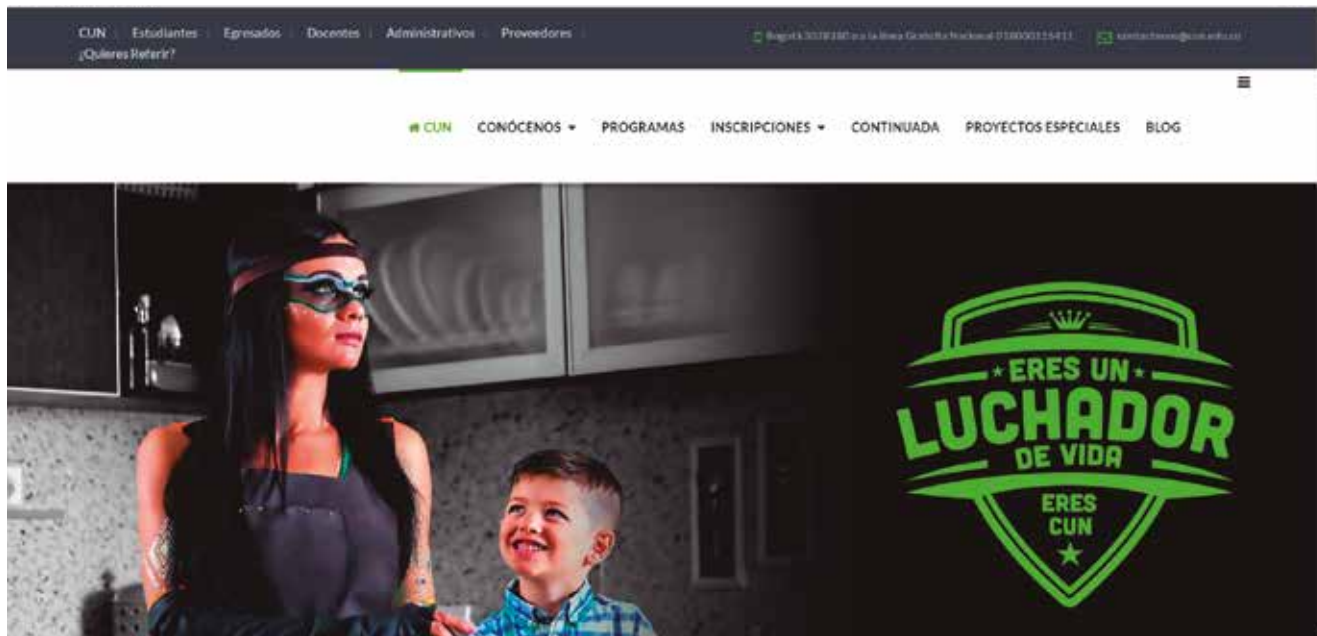 CUN Estudiantes Egresados Docentes Administrativos Proveedores
¿Quieres Referir?
CUN CONÓCENOS PROGRAMAS INSCRIPCIONES CONTINUADA PROYECTOS ESPECIALES BLOG
ERES UN
LUCHADOR
DE VIDA
ERES
CUN